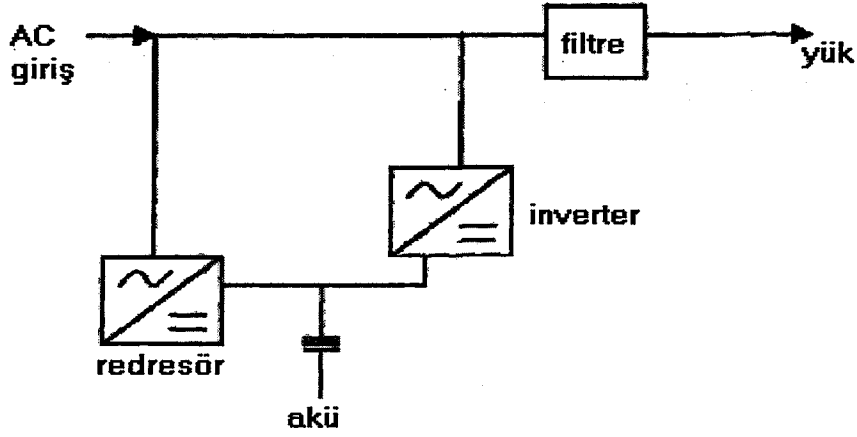 AC
giriş
filtre
yük
inverter
redresör
akü